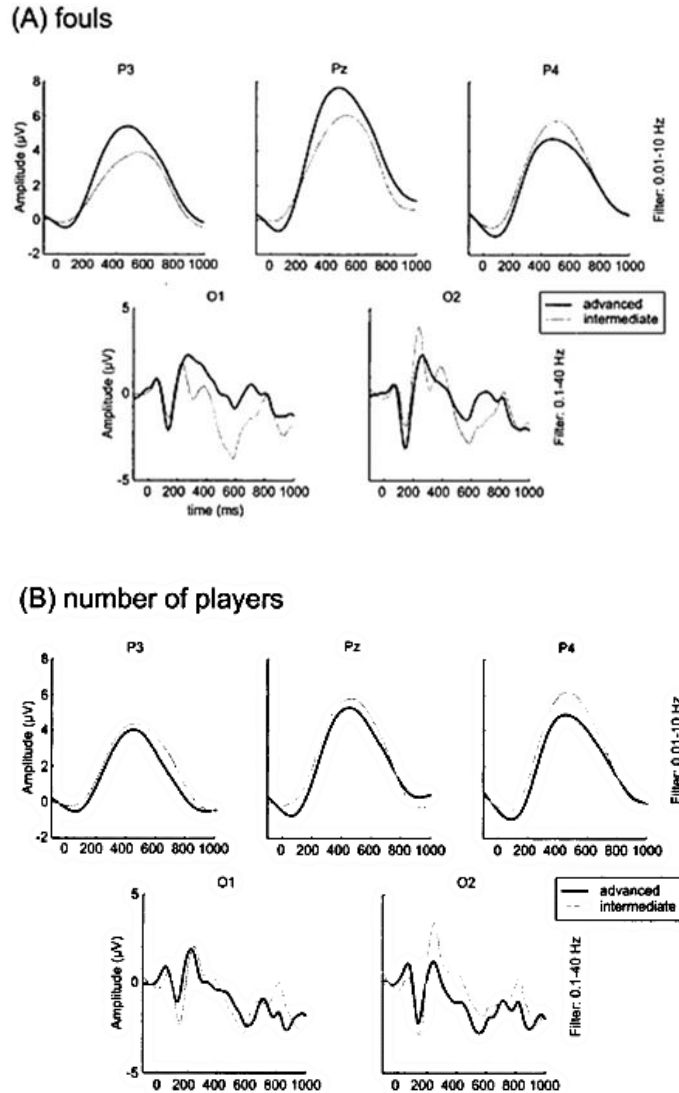 (A) fouls
P3 Pz P4
8
6
4
2
0
-2
Amplitude (µV)
0 200 400 600 800 1000
0 200 400 600 800 1000
0 200 400 600 800 1000
Filter: 0.01-10 Hz
O1 O2
advanced
intermediate
5
0
-5
Amplitude (µV)
0 200 400 600 800 1000
0 200 400 600 800 1000
time (ms)
Filter: 0.1-40 Hz
(B) number of players
P3 Pz P4
8
6
4
2
0
-2
Amplitude (µV)
0 200 400 600 800 1000
0 200 400 600 800 1000
0 200 400 600 800 1000
Filter: 0.01-10 Hz
O1 O2
advanced
intermediate
5
0
-5
Amplitude (µV)
0 200 400 600 800 1000
0 200 400 600 800 1000
Filter: 0.1-40 Hz